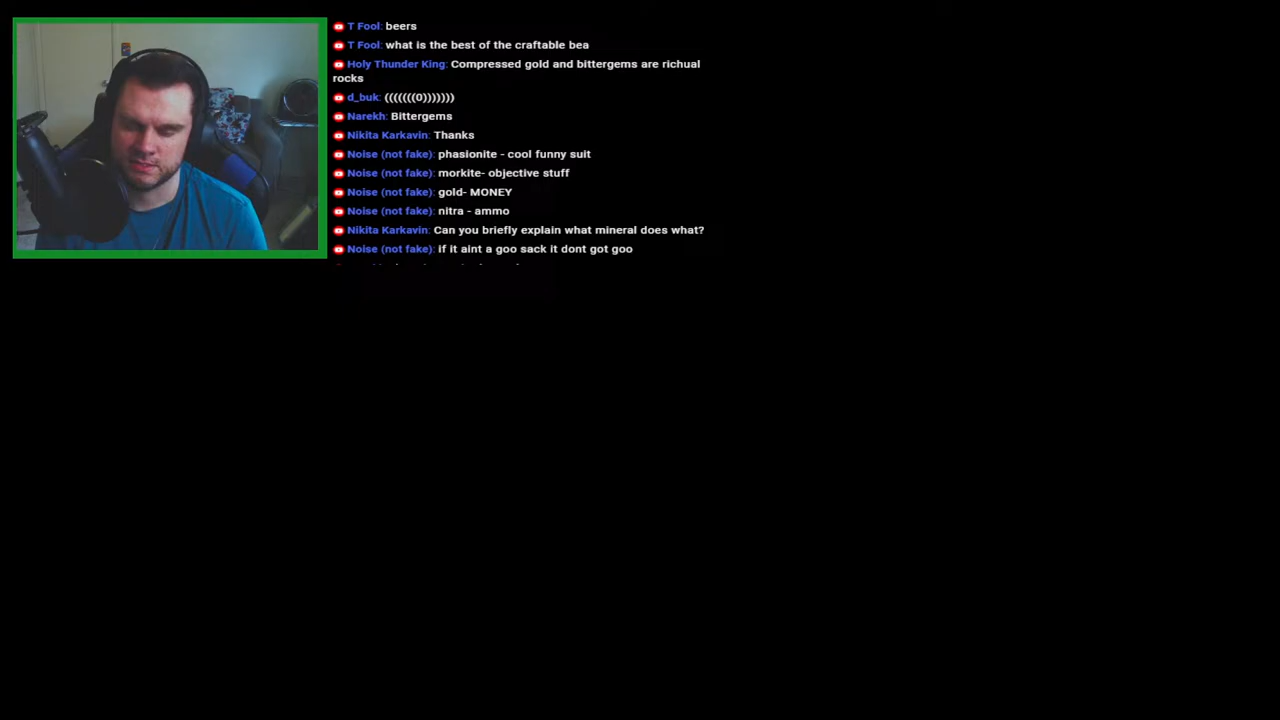 T Fool: beers
T Fool: what is the best of the craftable bea
Holy Thunder King: Compressed gold and bittergems are richual
rocks
d_buk: (((((((0)))))))
Narekh: Bittergems
Nikita Karkavin: Thanks
Noise (not fake): phasionite - cool funny suit
Noise (not fake): morkite- objective stuff
Noise (not fake): gold- MONEY
Noise (not fake): nitra - ammo
Nikita Karkavin: Can you briefly explain what mineral does what?
Noise (not fake): if it aint a goo sack it dont got goo